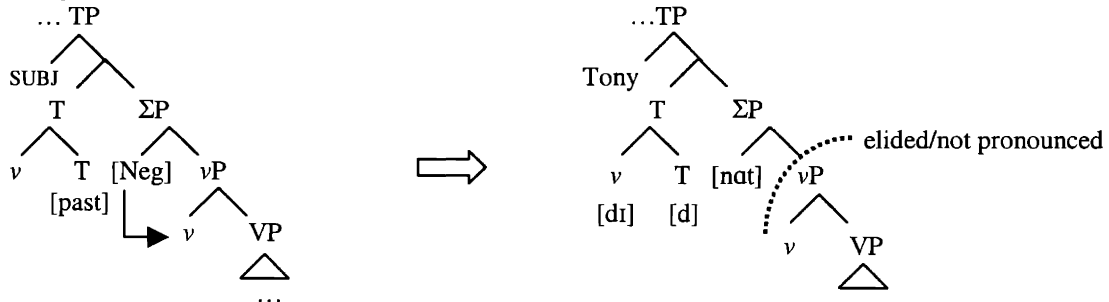 … TP …TP
SUBJ Tony
T ΣP T ΣP
elided/not pronounced
v T [Neg] vP v T [nɑt] vP
[past] [dɪ] [d]
v VP v VP
…